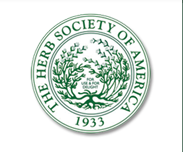 THE HERB SOCIETY OF AMERICA
FOR
USE & FOR
DELIGHT
1933